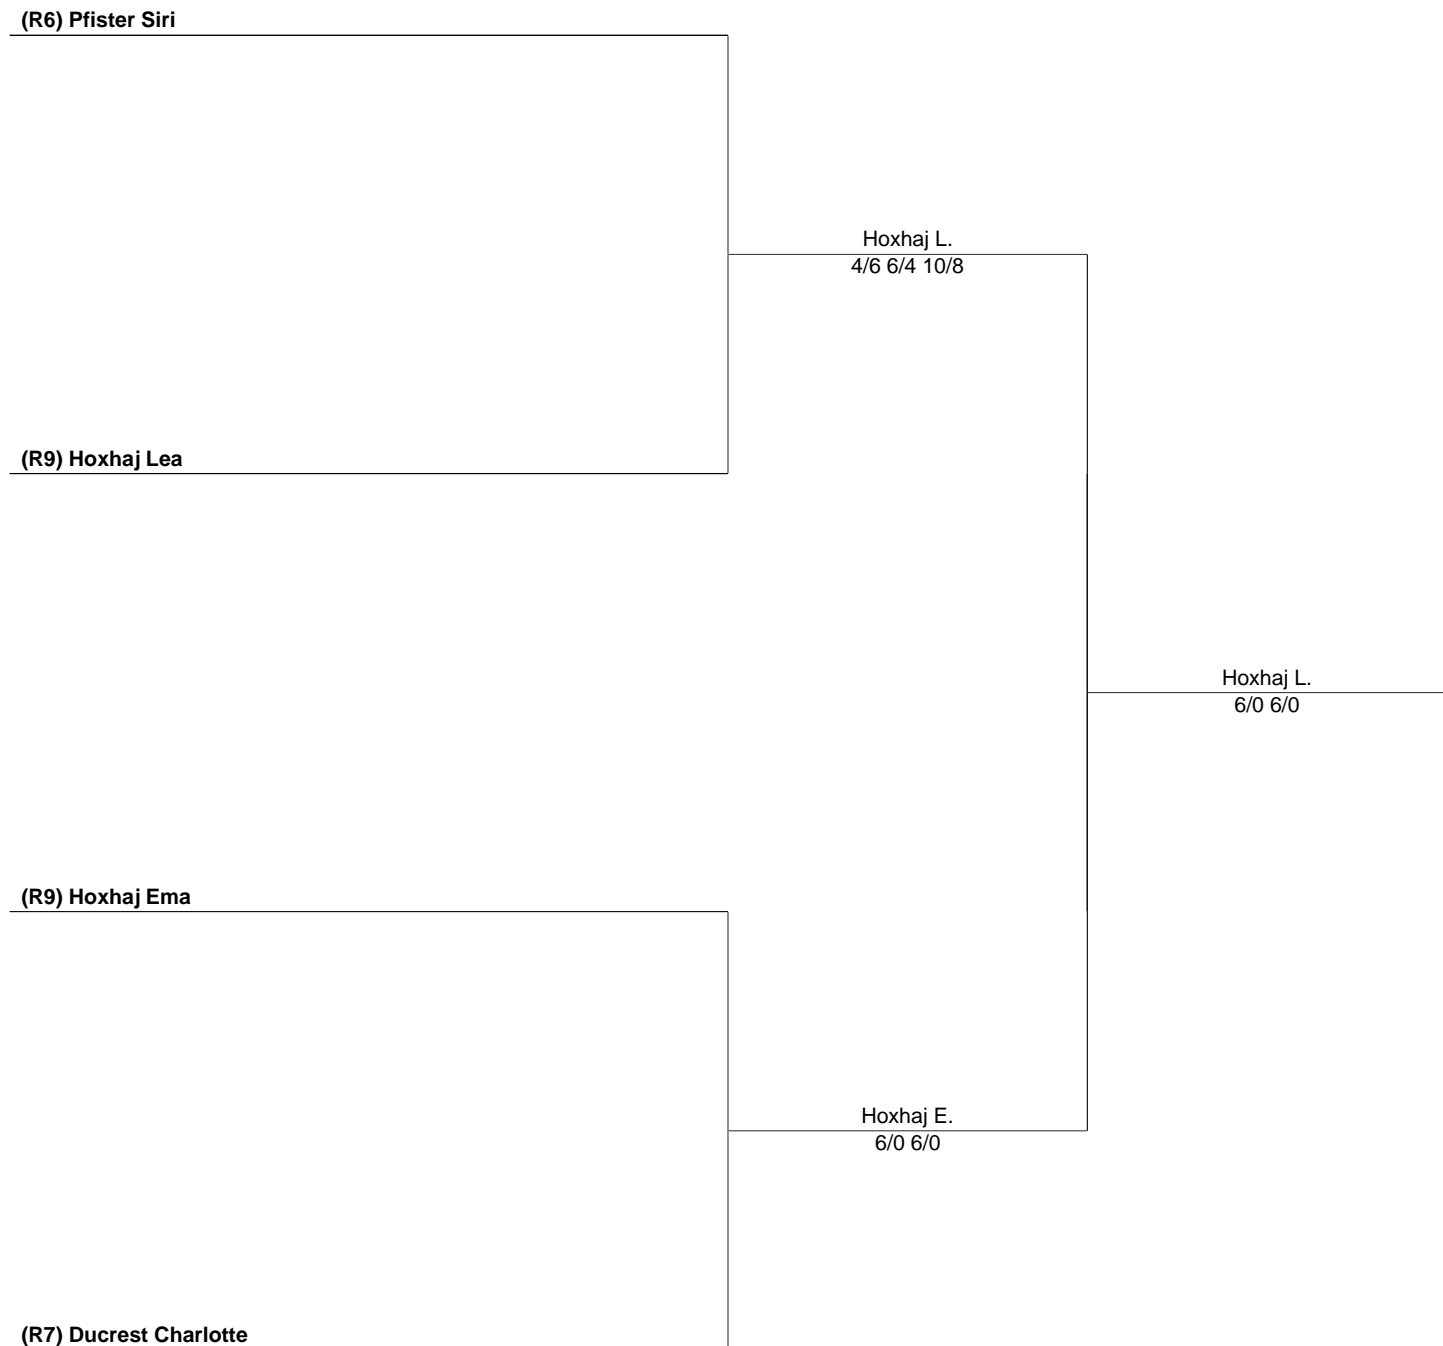 (R6) Pfister Siri
Hoxhaj L.
4/6 6/4 10/8
(R9) Hoxhaj Lea
Hoxhaj L.
6/0 6/0
(R9) Hoxhaj Ema
Hoxhaj E.
6/0 6/0
(R7) Ducrest Charlotte